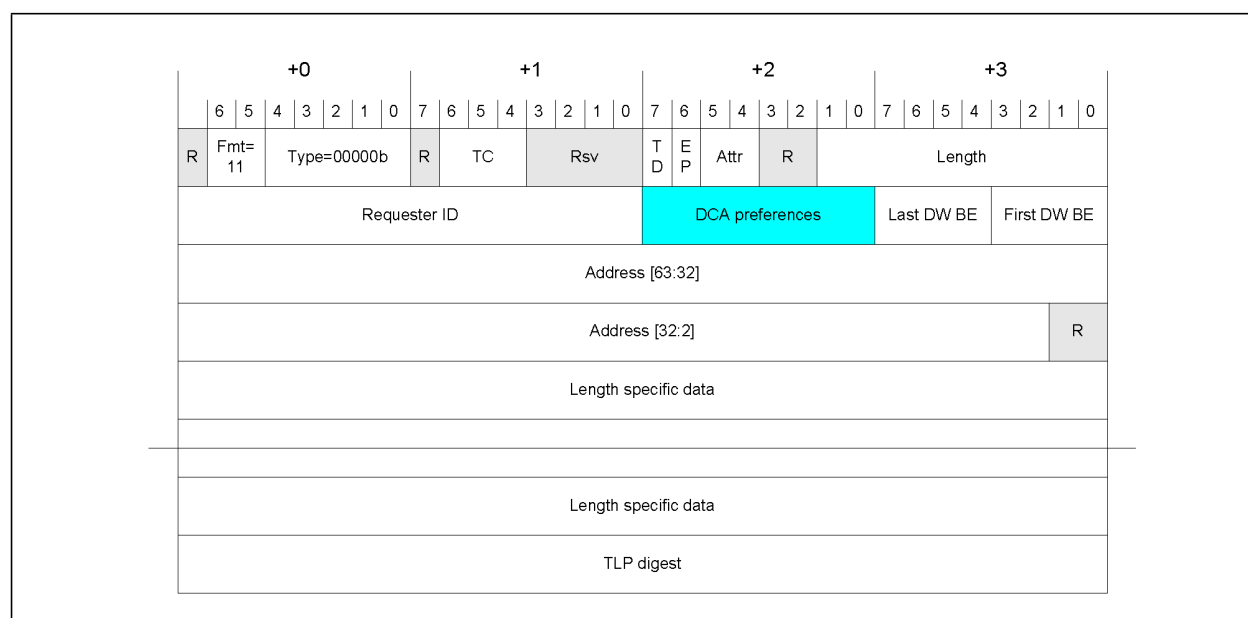 +0 +1 +2 +3
6 5 4 3 2 1 0 7 6 5 4 3 2 1 0 7 6 5 4 3 2 1 0 7 6 5 4 3 2 1 0
R Fmt= 11 Type=00000b R TC Rsv T D E P Attr R Length
Requester ID DCA preferences Last DW BE First DW BE
Address [63:32]
Address [32:2] R
Length specific data
Length specific data
TLP digest